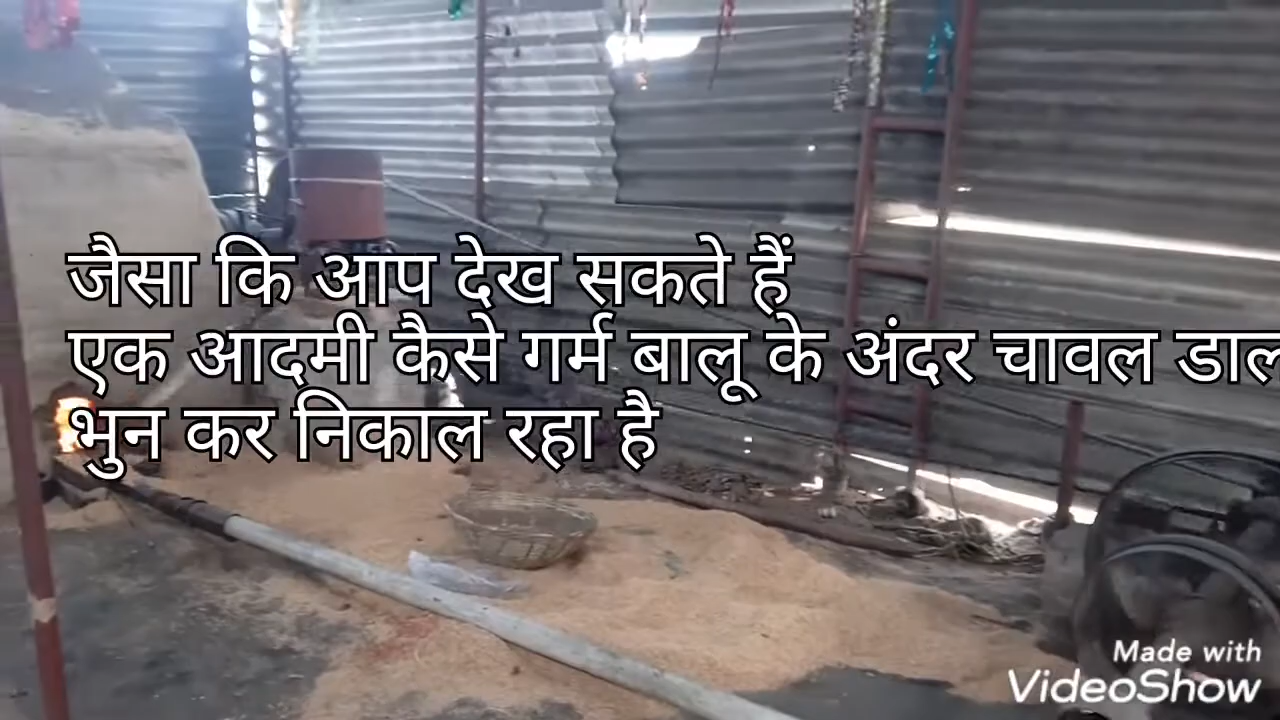 जैसा कि आप देख सकते हैं
एक आदमी कैसे गर्म बालू के अंदर चावल डाल
भुन कर निकाल रहा है
Made with
VideoShow